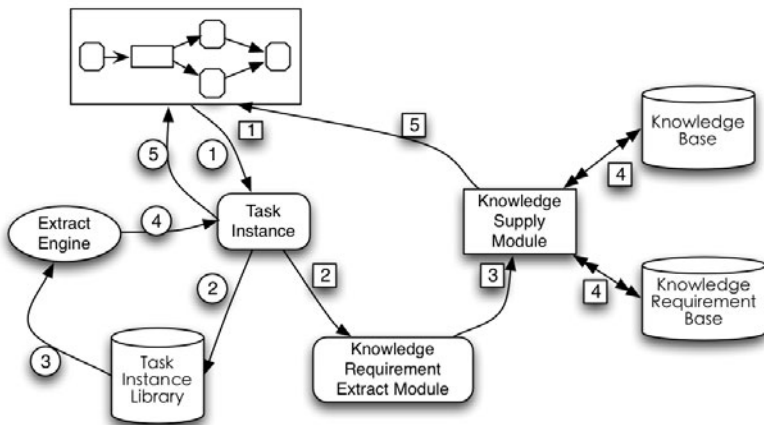 5
1
1
5
Knowledge
Base
4
Task
Instance
Knowledge
Supply
Module
Extract
Engine
4
2
2
3
4
Knowledge
Requirement
Base
3
Task
Instance
Library
Knowledge
Requirement
Extract Module